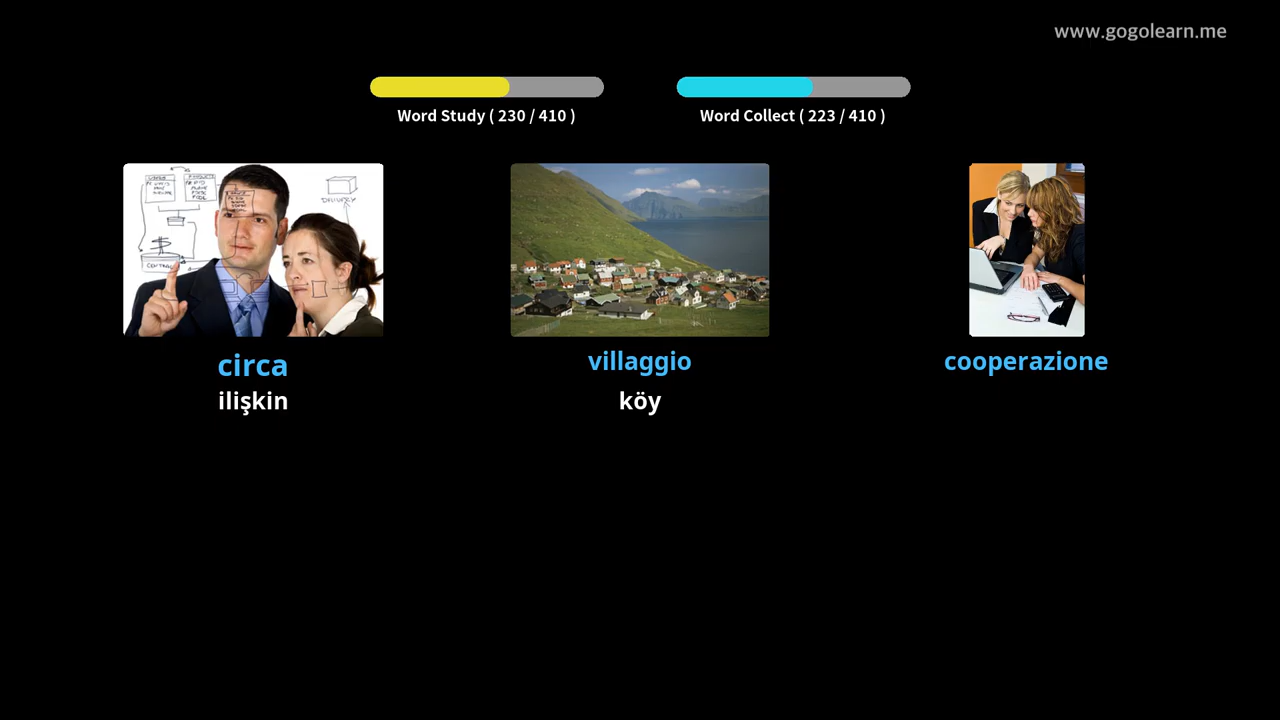 www.gogolearn.me
Word Study ( 230 / 410 )
Word Collect ( 223 / 410 )
circa
villaggio
cooperazione
ilişkin
köy